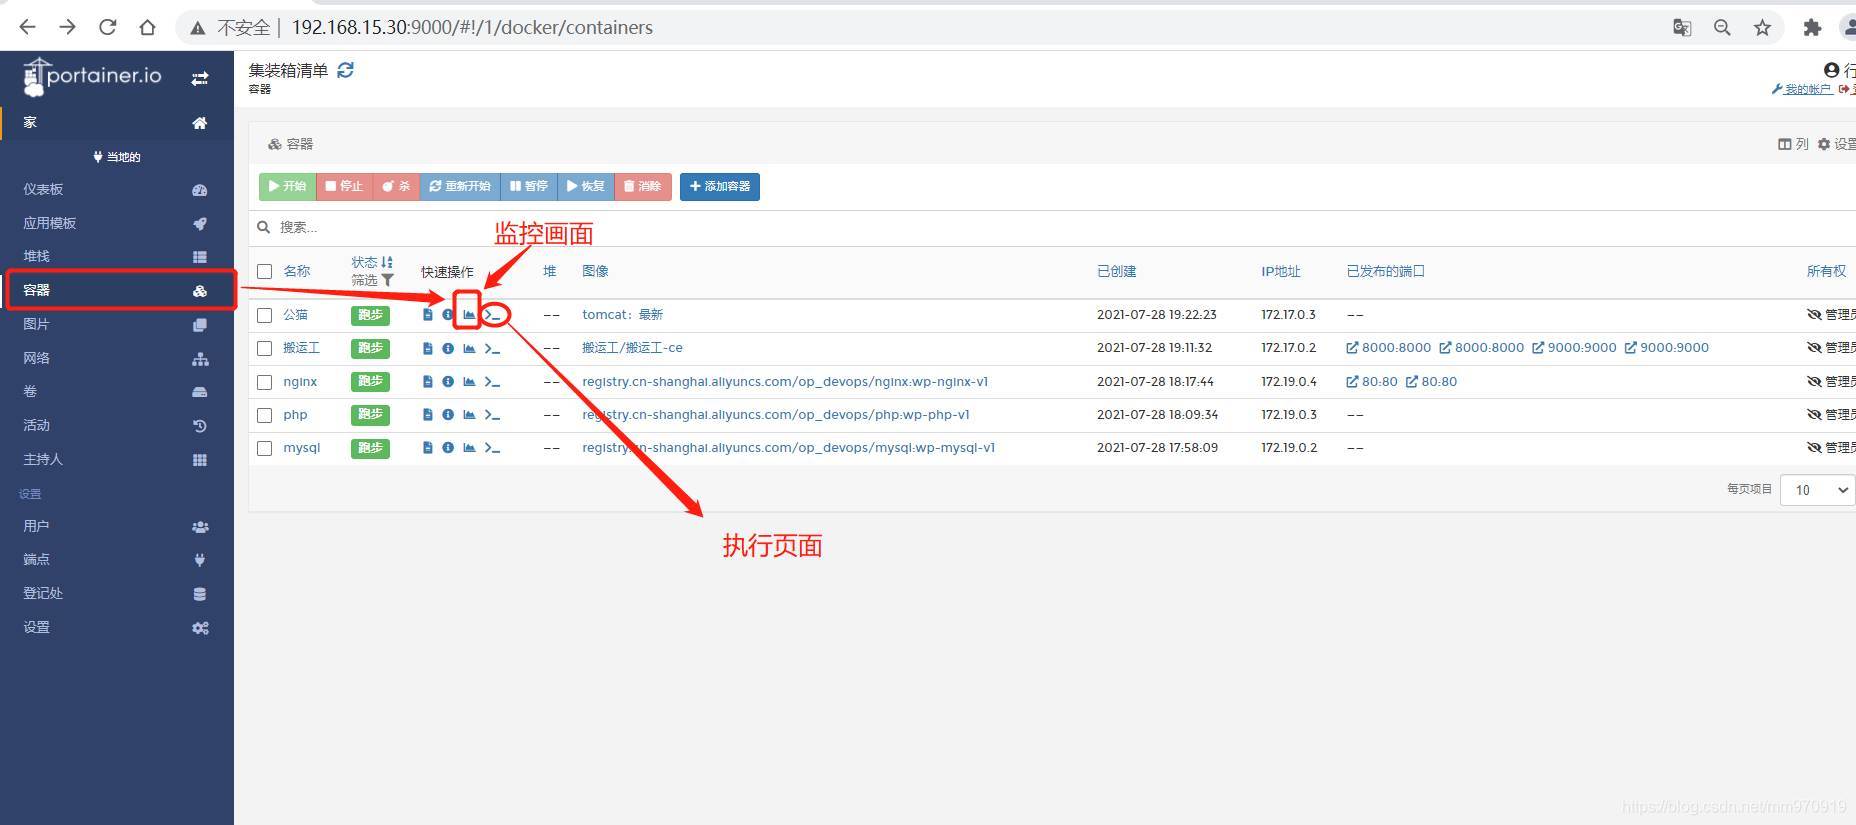 不安全 | 192.168.15.30:9000/#!/1/docker/containers
portainer.io
家
当地的
仪表板
应用模板
堆栈
容器
图片
网络
卷
活动
主持人
设置
用户
端点
登记处
设置
集装箱清单
容器
我的帐户
容器
列 设置
开始 停止 杀 重新开始 暂停 恢复 消除 添加容器
搜索...
监控画面
名称 状态 筛选 快速操作 堆 图像 已创建 IP地址 已发布的端口 所有权
公猫 跑步 -- tomcat：最新 2021-07-28 19:22:23 172.17.0.3 -- 管理员
搬运工 跑步 -- 搬运工/搬运工-ce 2021-07-28 19:11:32 172.17.0.2 8000:8000 8000:8000 9000:9000 9000:9000 管理员
nginx 跑步 -- registry.cn-shanghai.aliyuncs.com/op_devops/nginx:wp-nginx-v1 2021-07-28 18:17:44 172.19.0.4 80:80 80:80 管理员
php 跑步 -- registry.cn-shanghai.aliyuncs.com/op_devops/php:wp-php-v1 2021-07-28 18:09:34 172.19.0.3 -- 管理员
mysql 跑步 -- registry.cn-shanghai.aliyuncs.com/op_devops/mysql:wp-mysql-v1 2021-07-28 17:58:09 172.19.0.2 -- 管理员
每页项目 10
执行页面
https://blog.csdn.net/mm970919